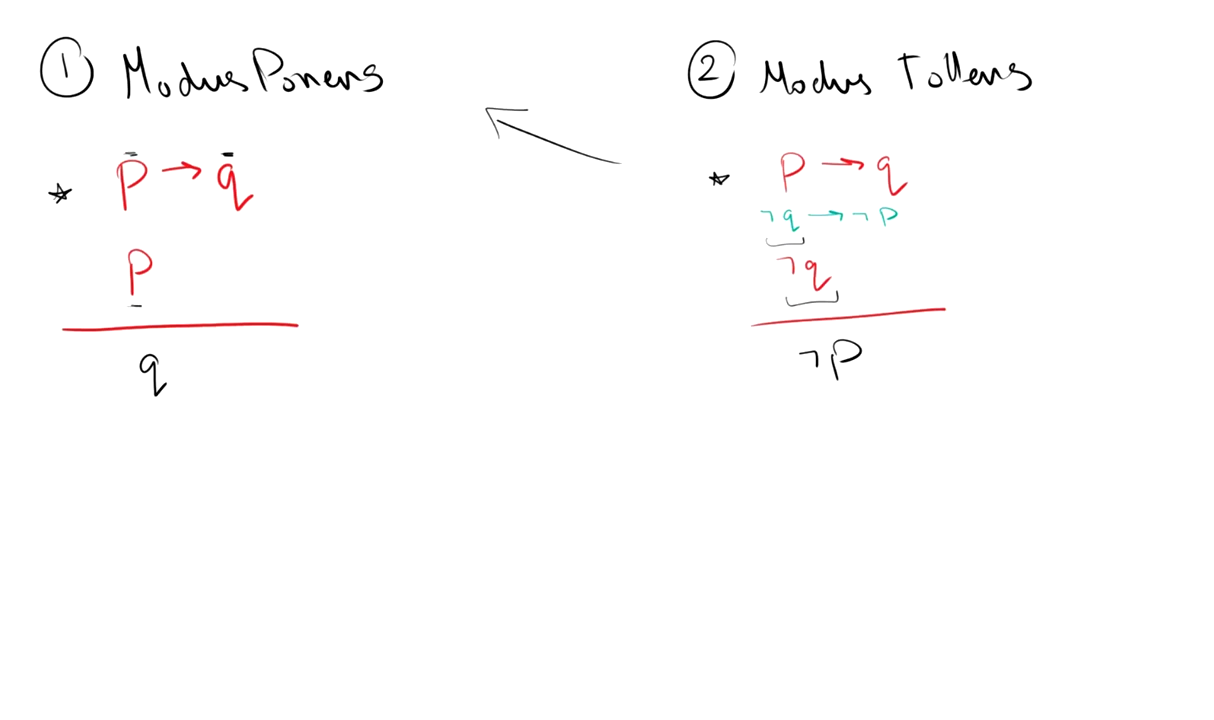 ① Modus Ponens
p → q
p
q
② Modus Tollens
p → q
¬q → ¬p
¬q
¬p